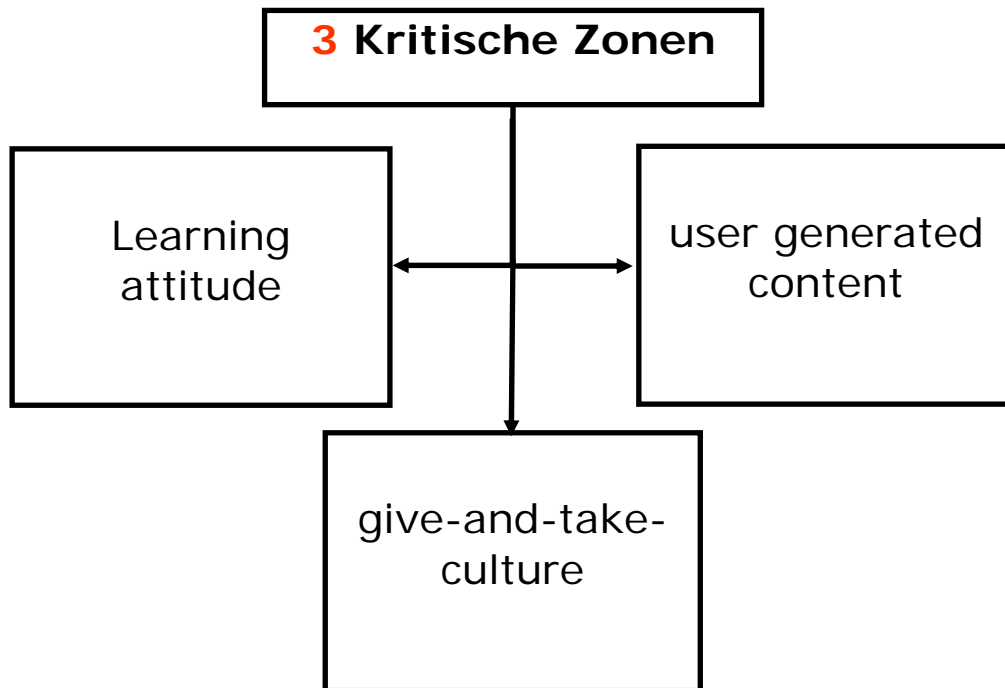 3 Kritische Zonen
Learning
attitude
user generated
content
give-and-take-
culture